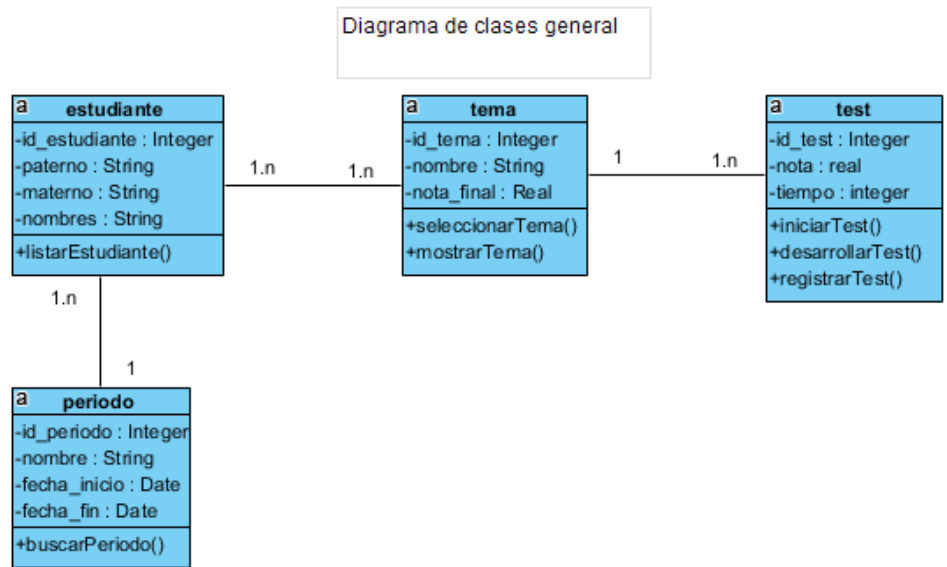 Diagrama de clases general
a
estudiante
-id_estudiante : Integer
-paterno : String
-materno : String
-nombres : String
+listarEstudiante()
1.n
1.n
a
tema
-id_tema : Integer
-nombre : String
-nota_final : Real
+seleccionarTema()
+mostrarTema()
1
1.n
a
test
-id_test : Integer
-nota : real
-tiempo : integer
+iniciarTest()
+desarrollarTest()
+registrarTest()
1.n
1
a
periodo
-id_periodo : Integer
-nombre : String
-fecha_inicio : Date
-fecha_fin : Date
+buscarPeriodo()